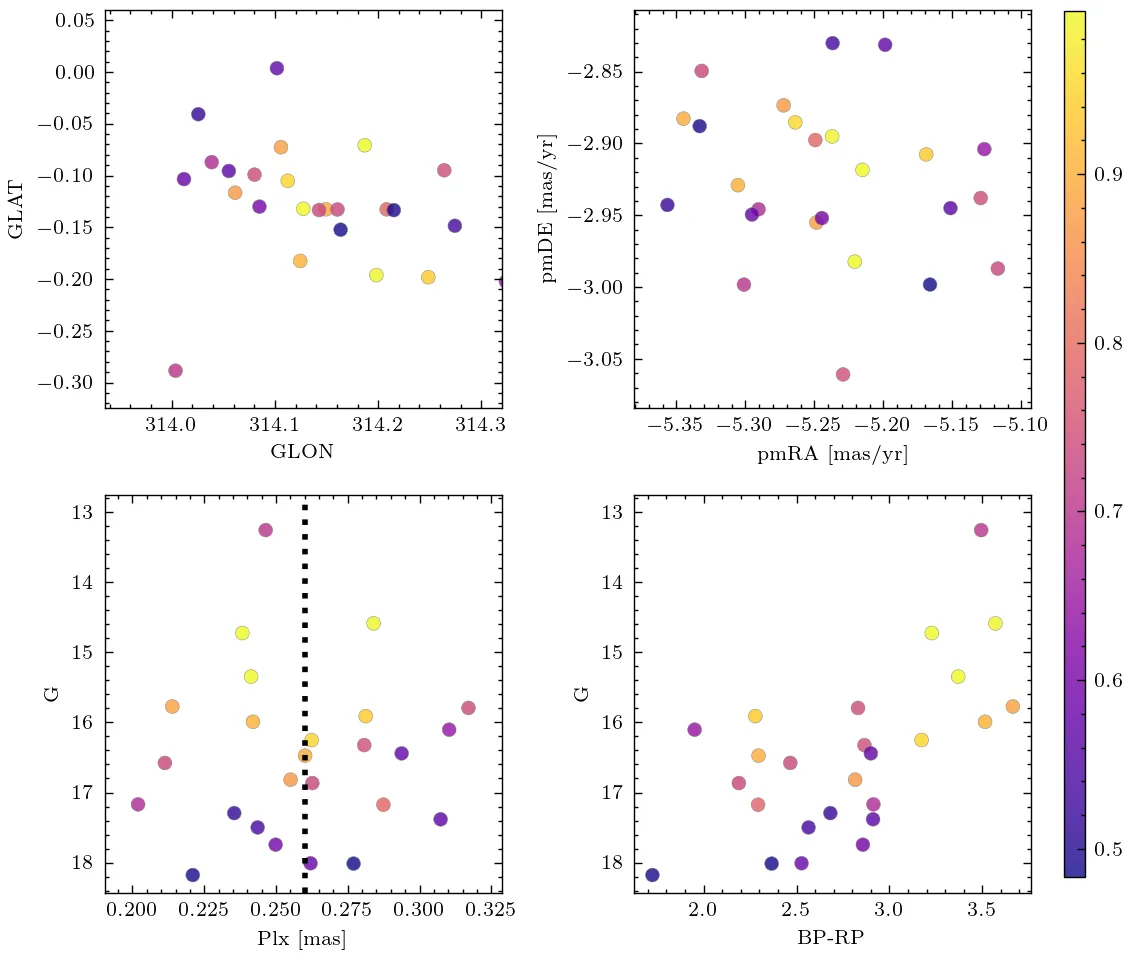 0.05
0.00
−0.05
−0.10
−0.15
−0.20
−0.25
−0.30
GLAT
314.0 314.1 314.2 314.3
GLON
−2.85
−2.90
−2.95
−3.00
−3.05
pmDE [mas/yr]
−5.35 −5.30 −5.25 −5.20 −5.15 −5.10
pmRA [mas/yr]
13
14
15
16
17
18
G
0.200 0.225 0.250 0.275 0.300 0.325
Plx [mas]
13
14
15
16
17
18
G
2.0 2.5 3.0 3.5
BP-RP
0.9
0.8
0.7
0.6
0.5